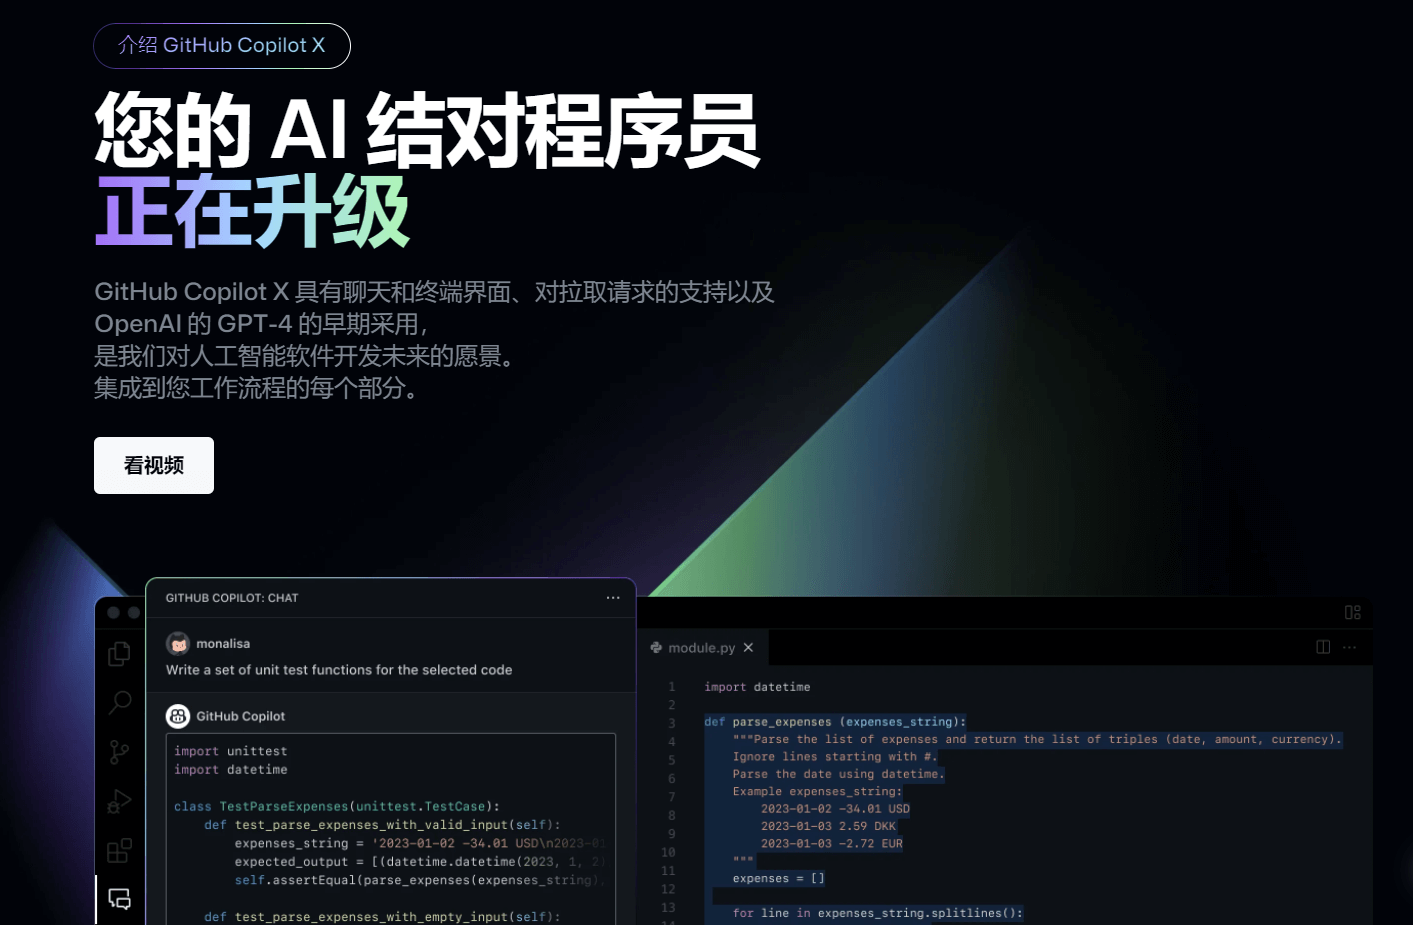 介绍 GitHub Copilot X
您的 AI 结对程序员
正在升级
GitHub Copilot X 具有聊天和终端界面、对拉取请求的支持以及
OpenAI 的 GPT-4 的早期采用，
是我们对人工智能软件开发未来的愿景。
集成到您工作流程的每个部分。
看视频
GITHUB COPILOT: CHAT
monalisa
Write a set of unit test functions for the selected code
GitHub Copilot
import unittest
import datetime
class TestParseExpenses(unittest.TestCase):
def test_parse_expenses_with_valid_input(self):
expenses_string = '2023-01-02 -34.01 USD\n2023-01
expected_output = [(datetime.datetime(2023, 1, 2)
self.assertEqual(parse_expenses(expenses_string),
def test_parse_expenses_with_empty_input(self):
module.py
1 import datetime
2
3 def parse_expenses (expenses_string):
4 """Parse the list of expenses and return the list of triples (date, amount, currency).
5 Ignore lines starting with #.
6 Parse the date using datetime.
7 Example expenses_string:
8 2023-01-02 -34.01 USD
9 2023-01-03 2.59 DKK
10 2023-01-03 -2.72 EUR
11 """
12 expenses = []
13
for line in expenses_string.splitlines():